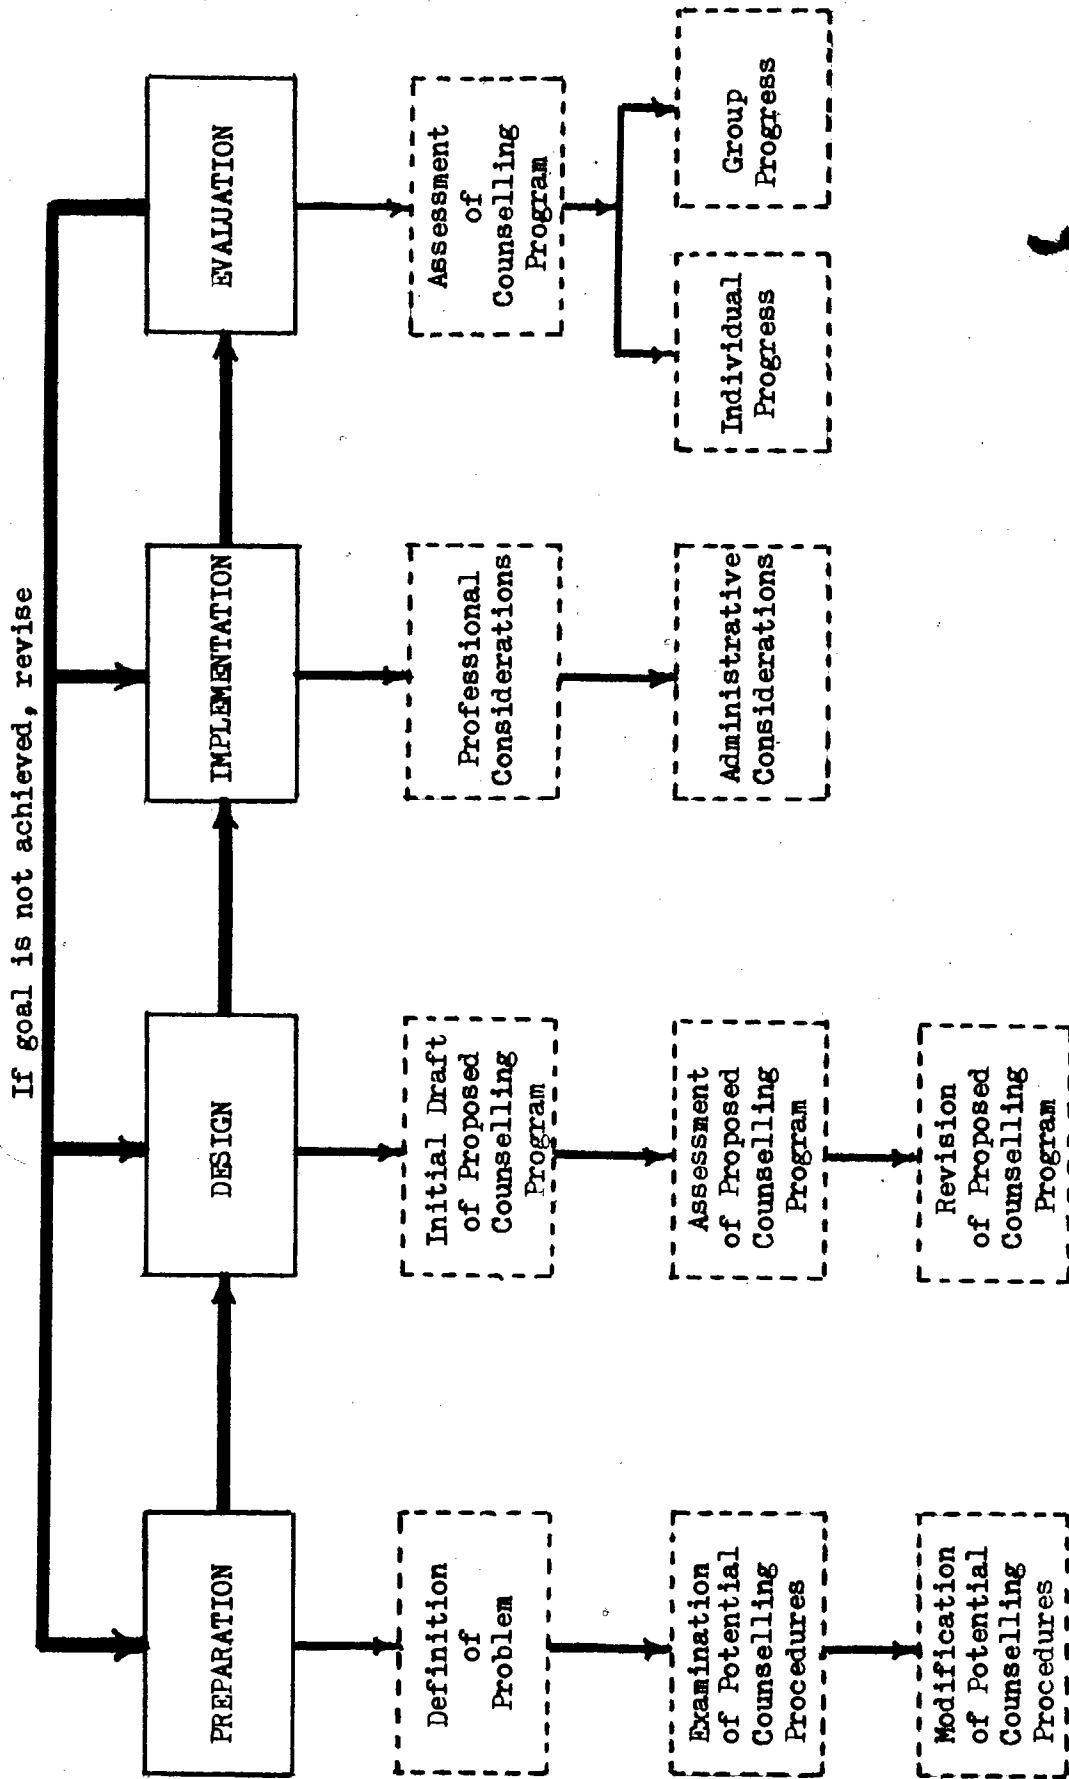 If goal is not achieved, revise
PREPARATION
DESIGN
IMPLEMENTATION
EVALUATION
Definition
of
Problem
Initial Draft
of Proposed
Counselling
Program
Professional
Considerations
Assessment
of
Counselling
Program
Examination
of Potential
Counselling
Procedures
Assessment
of Proposed
Counselling
Program
Administrative
Considerations
Individual
Progress
Group
Progress
Modification
of Potential
Counselling
Procedures
Revision
of Proposed
Counselling
Program